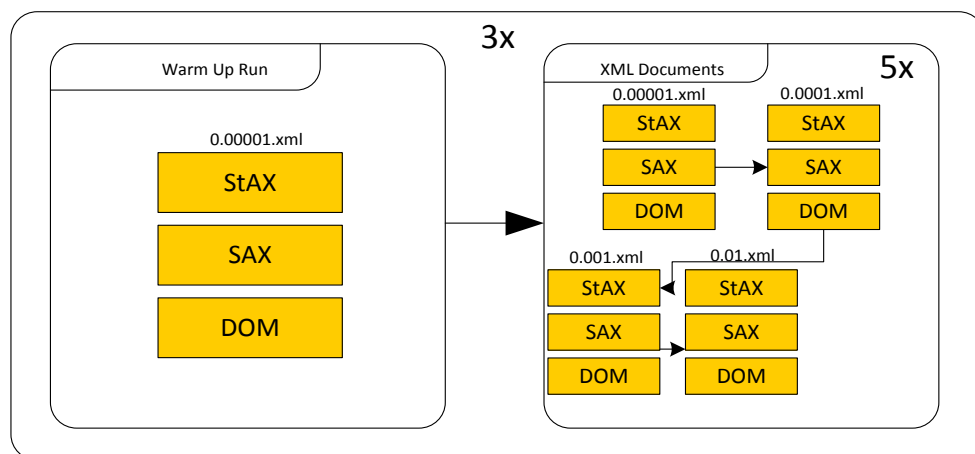 3x
Warm Up Run
0.00001.xml
StAX
SAX
DOM
XML Documents
5x
0.00001.xml
StAX
SAX
DOM
0.0001.xml
StAX
SAX
DOM
0.001.xml
StAX
SAX
DOM
0.01.xml
StAX
SAX
DOM